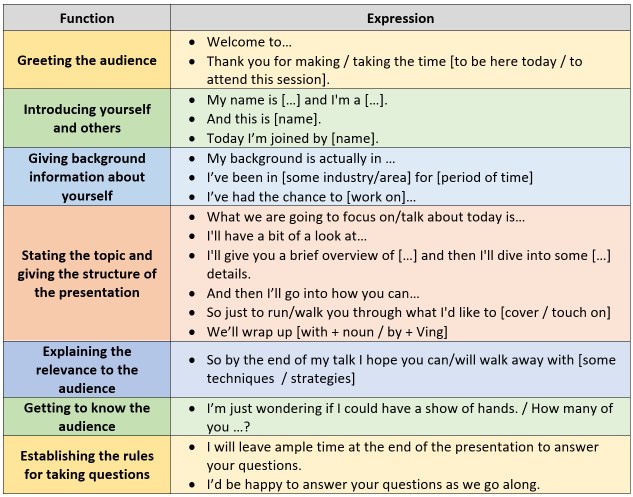 Function
Expression
Greeting the audience
• Welcome to…
• Thank you for making / taking the time [to be here today / to
attend this session].
Introducing yourself
and others
• My name is […] and I'm a […].
• And this is [name].
• Today I’m joined by [name].
Giving background
information about
yourself
• My background is actually in …
• I’ve been in [some industry/area] for [period of time]
• I’ve had the chance to [work on]…
Stating the topic and
giving the structure of
the presentation
• What we are going to focus on/talk about today is…
• I'll have a bit of a look at…
• I'll give you a brief overview of […] and then I'll dive into some […]
details.
• And then I’ll go into how you can…
• So just to run/walk you through what I'd like to [cover / touch on]
• We’ll wrap up [with + noun / by + Ving]
Explaining the
relevance to the
audience
• So by the end of my talk I hope you can/will walk away with [some
techniques / strategies]
Getting to know the
audience
• I’m just wondering if I could have a show of hands. / How many of
you …?
Establishing the rules
for taking questions
• I will leave ample time at the end of the presentation to answer
your questions.
• I’d be happy to answer your questions as we go along.